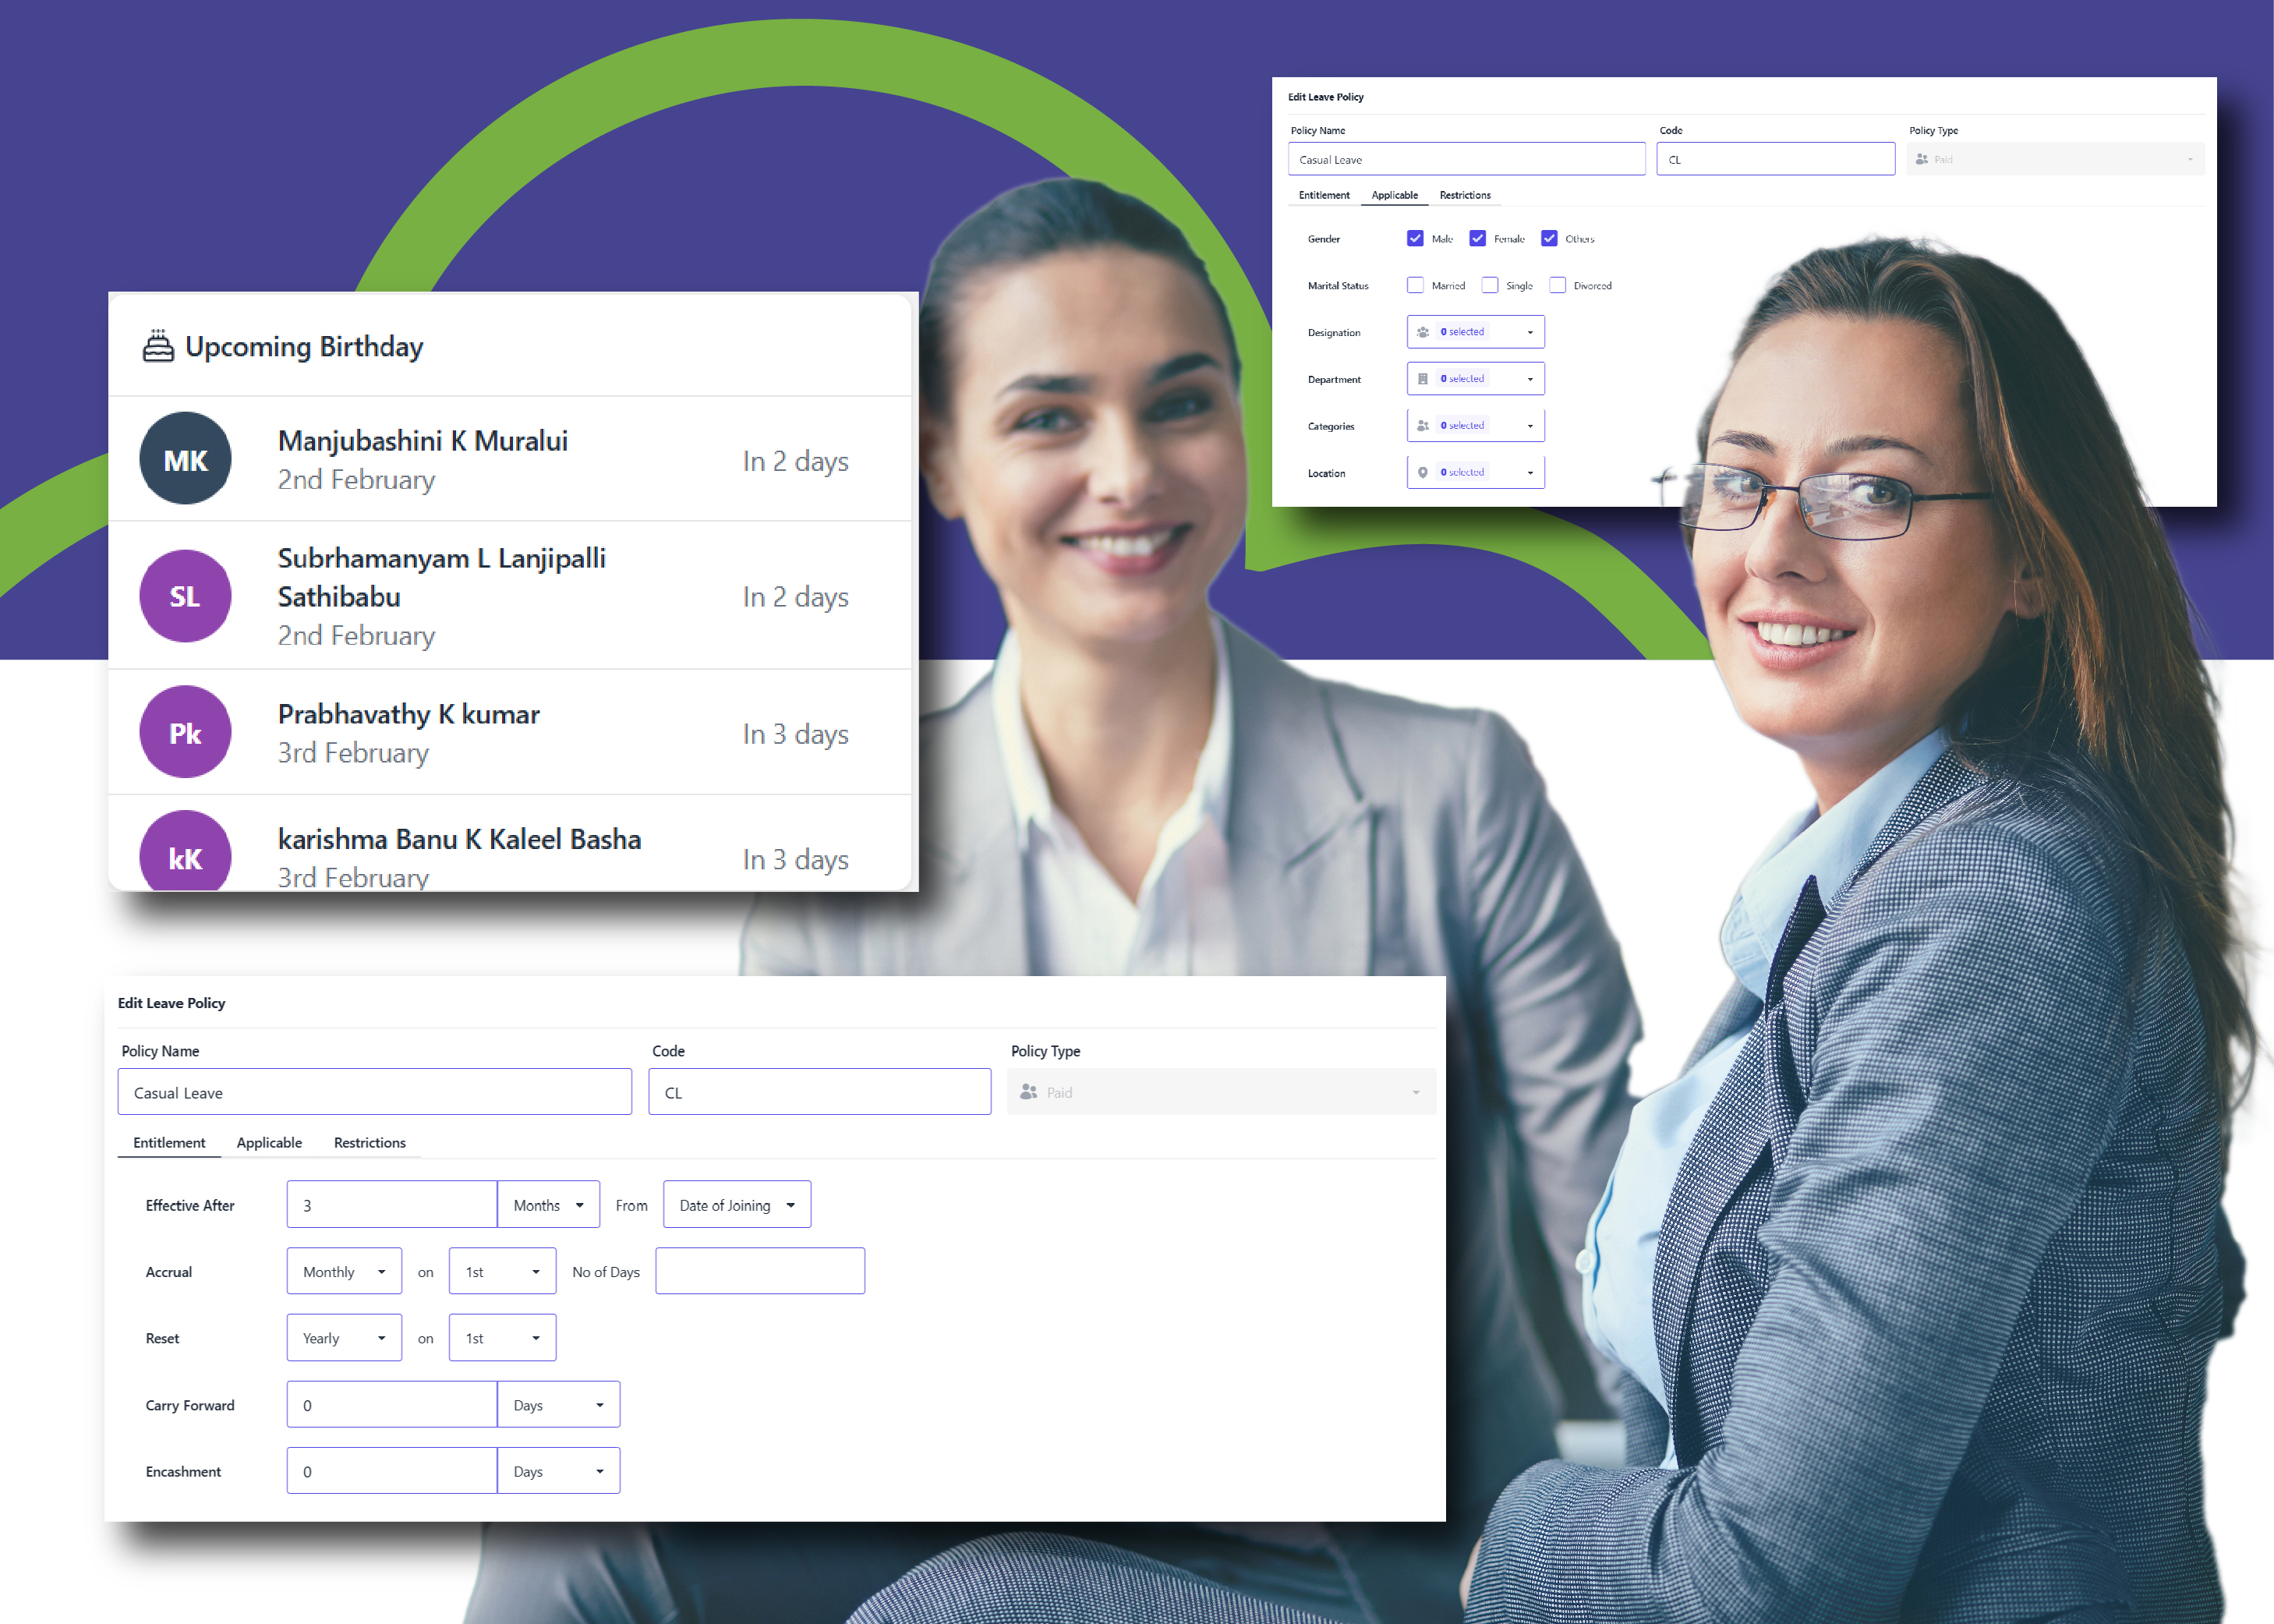 Edit Leave Policy
Policy Name Code Policy Type
Casual Leave CL Paid
Entitlement Applicable Restrictions
Gender Male Female Others
Marital Status Married Single Divorced
Designation 0 selected
Department 0 selected
Categories 0 selected
Location 0 selected
Upcoming Birthday
MK Manjubashini K Muralui
2nd February
In 2 days
SL Subrhamanyam L Lanjipalli
Sathibabu
2nd February
In 2 days
Pk Prabhavathy K kumar
3rd February
In 3 days
kK karishma Banu K Kaleel Basha
3rd February
In 3 days
Edit Leave Policy
Policy Name Code Policy Type
Casual Leave CL Paid
Entitlement Applicable Restrictions
Effective After 3 Months From Date of Joining
Accrual Monthly on 1st No of Days
Reset Yearly on 1st
Carry Forward 0 Days
Encashment 0 Days